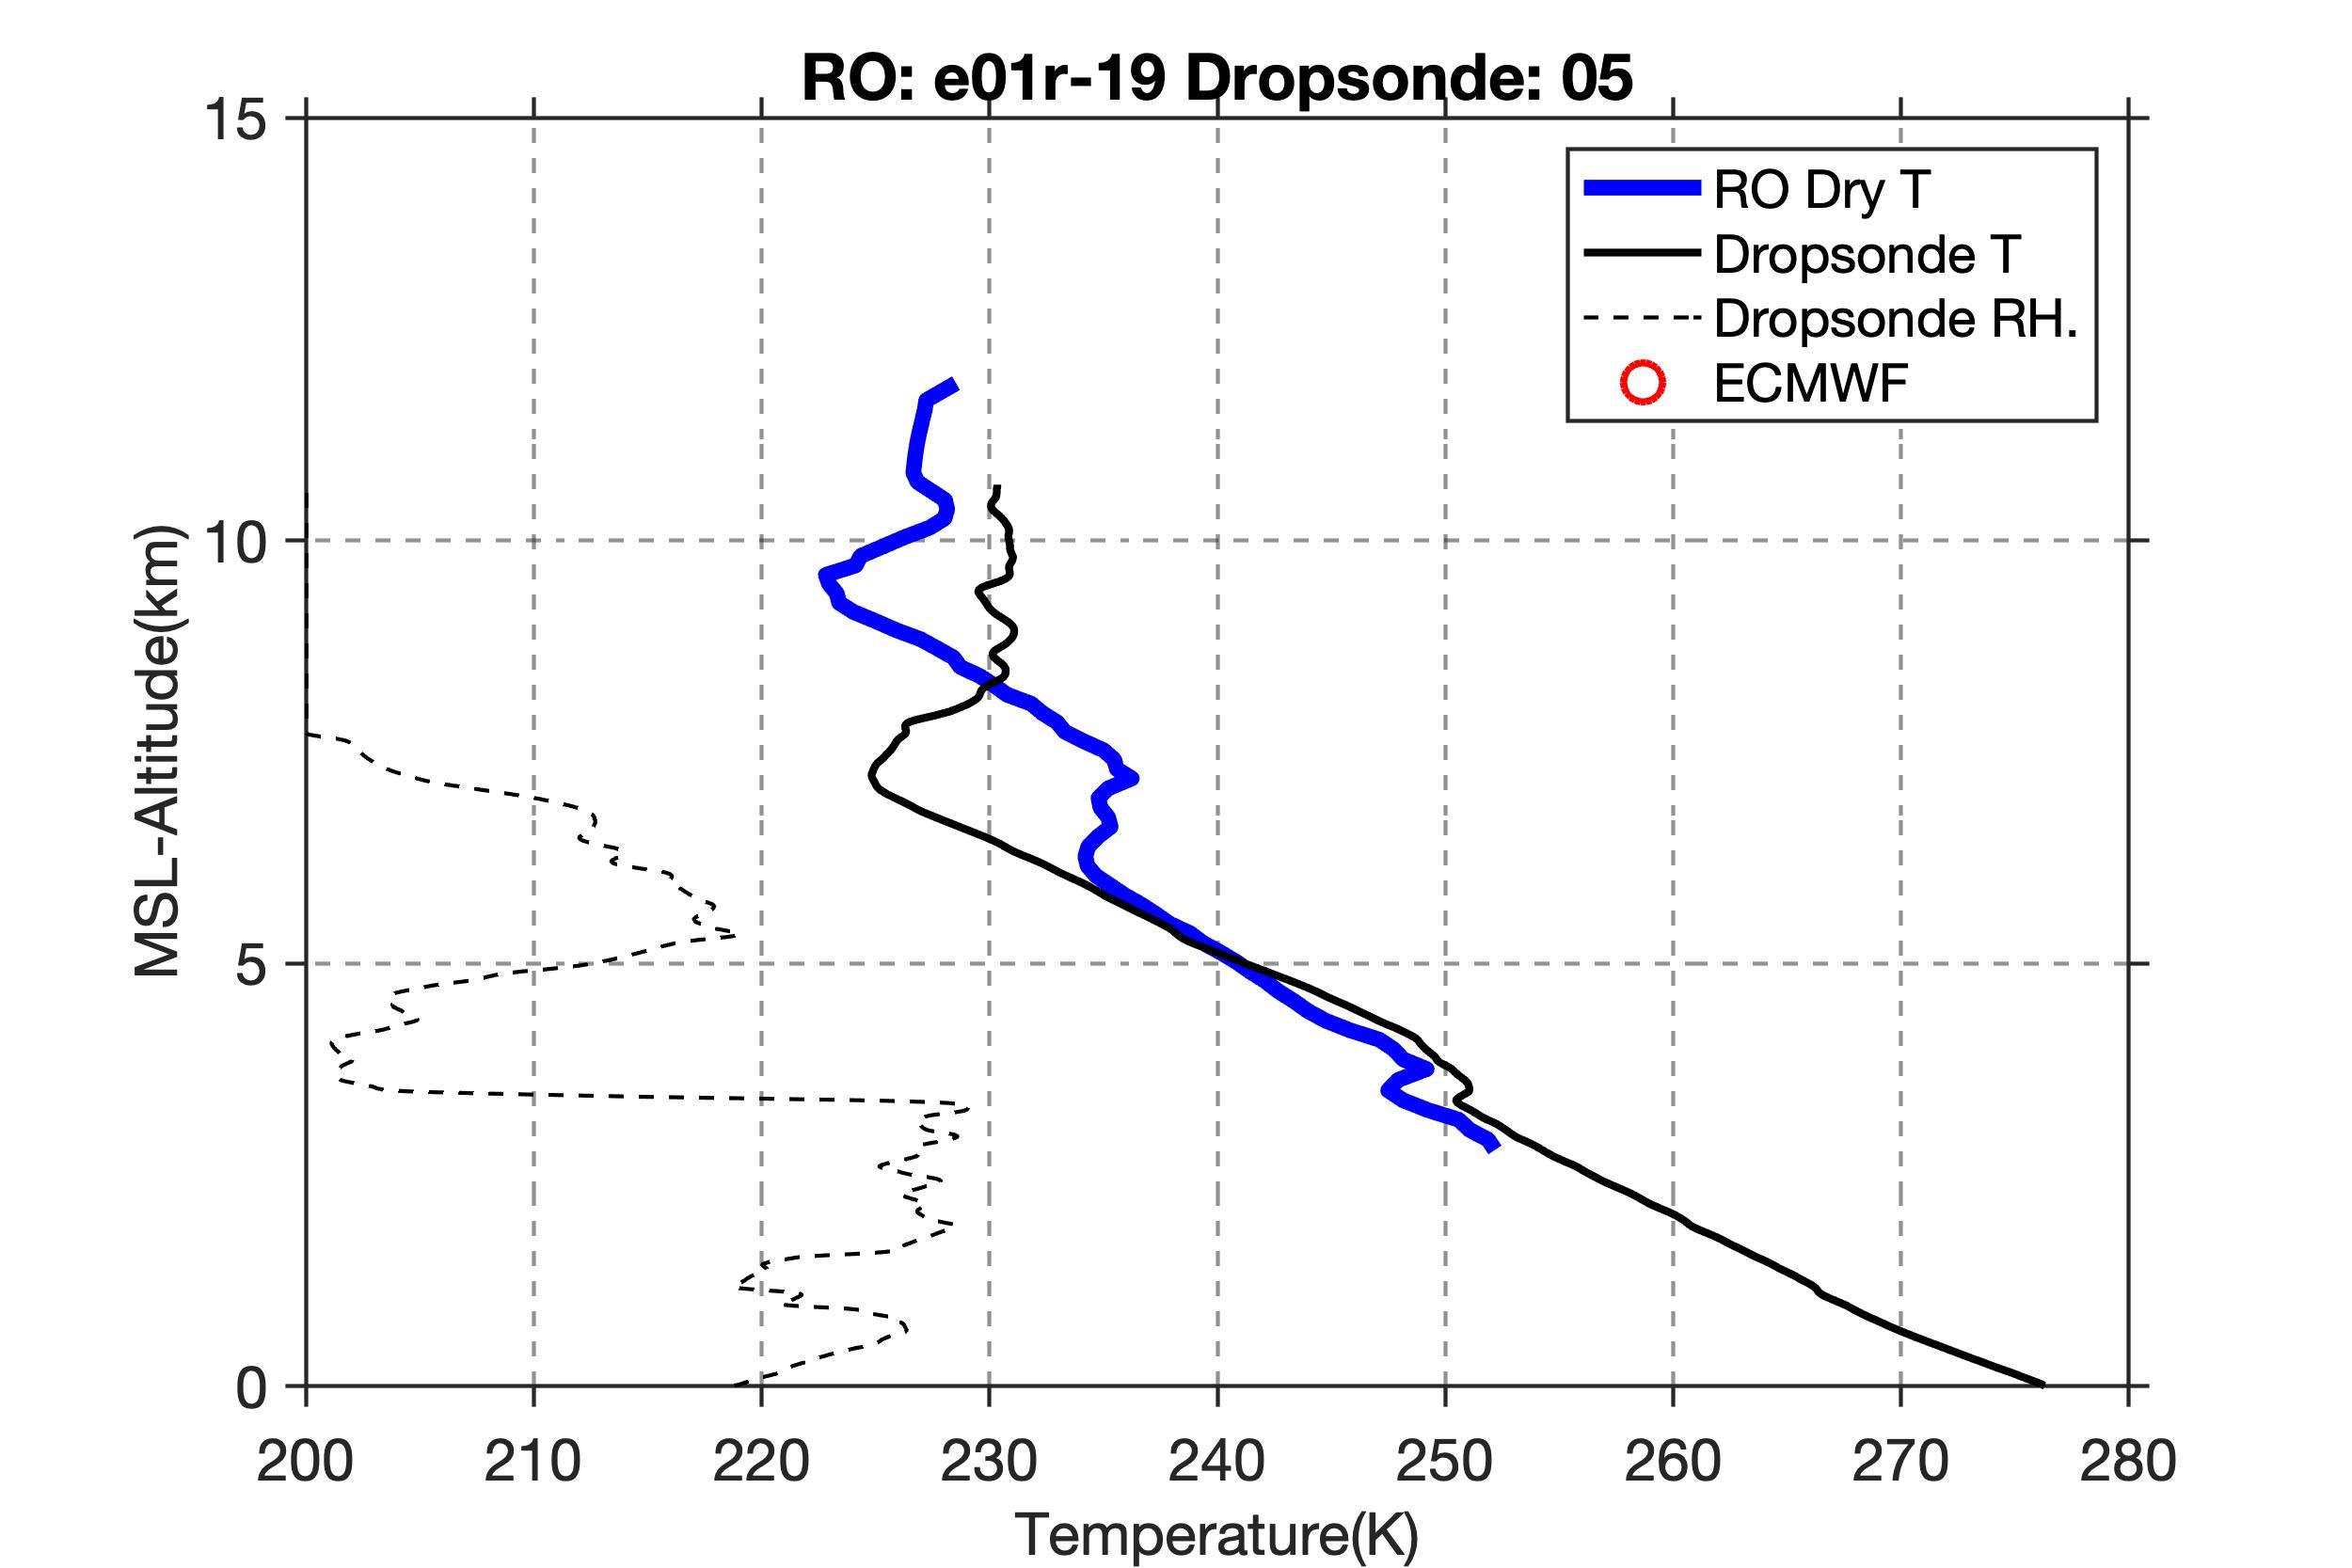 RO: e01r-19 Dropsonde: 05
15
10
5
0
MSL-Altitude(km)
RO Dry T
Dropsonde T
Dropsonde RH.
ECMWF
200 210 220 230 240 250 260 270 280
Temperature(K)